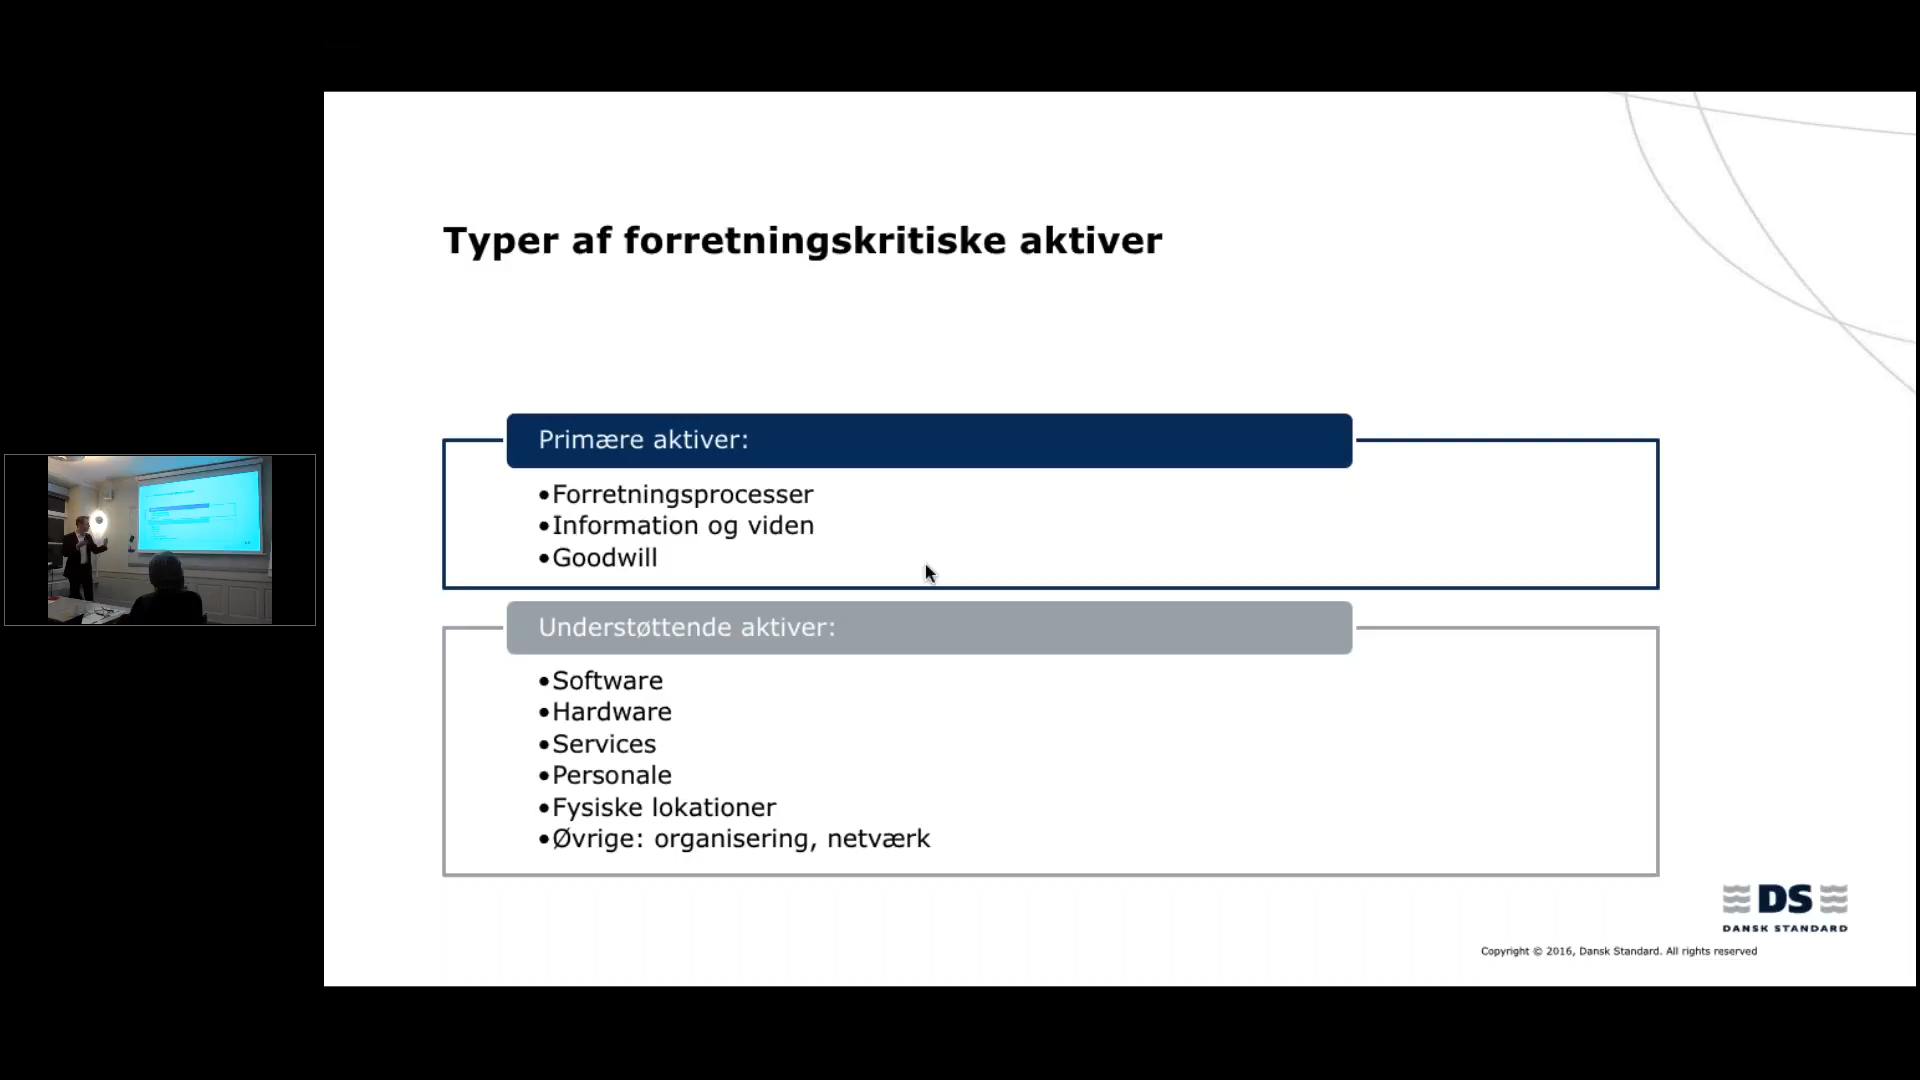 Typer af forretningskritiske aktiver
Primære aktiver:
•Forretningsprocesser
•Information og viden
•Goodwill
Understøttende aktiver:
•Software
•Hardware
•Services
•Personale
•Fysiske lokationer
•Øvrige: organisering, netværk
DS
DANSK STANDARD
Copyright © 2016, Dansk Standard. All rights reserved